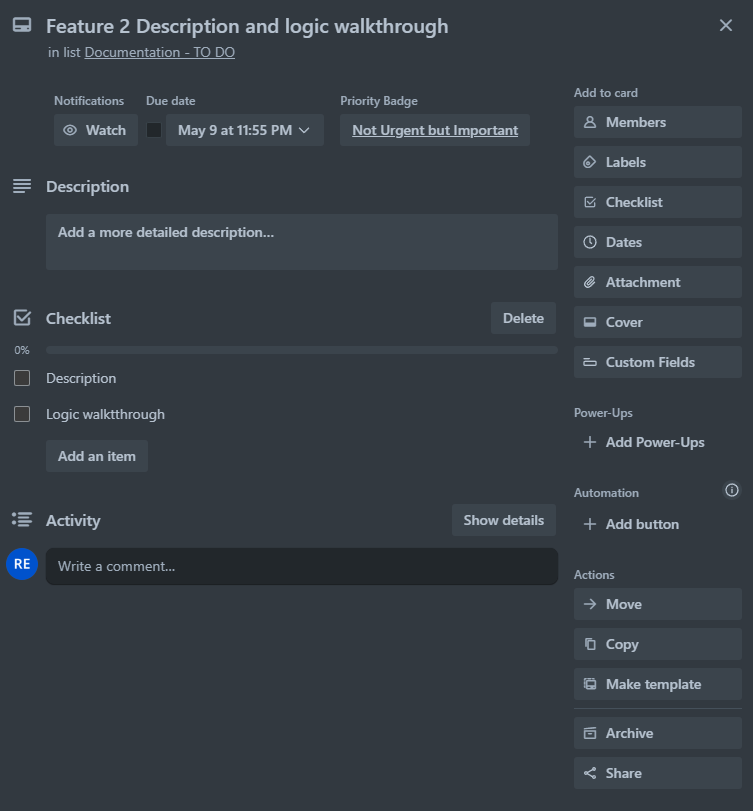 Feature 2 Description and logic walkthrough
in list Documentation - TO DO
Notifications
Due date
Priority Badge
Watch
May 9 at 11:55 PM
Not Urgent but Important
Description
Add a more detailed description...
Checklist
Delete
0%
Description
Logic walktthrough
Add an item
Activity
Show details
RE
Write a comment...
Add to card
Members
Labels
Checklist
Dates
Attachment
Cover
Custom Fields
Power-Ups
Add Power-Ups
Automation
Add button
Actions
Move
Copy
Make template
Archive
Share